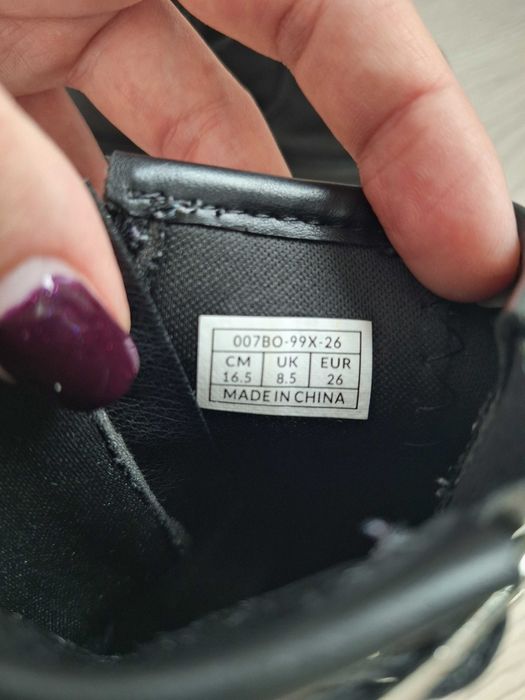 007BO-99X-26
CM UK EUR
16.5 8.5 26
MADE IN CHINA